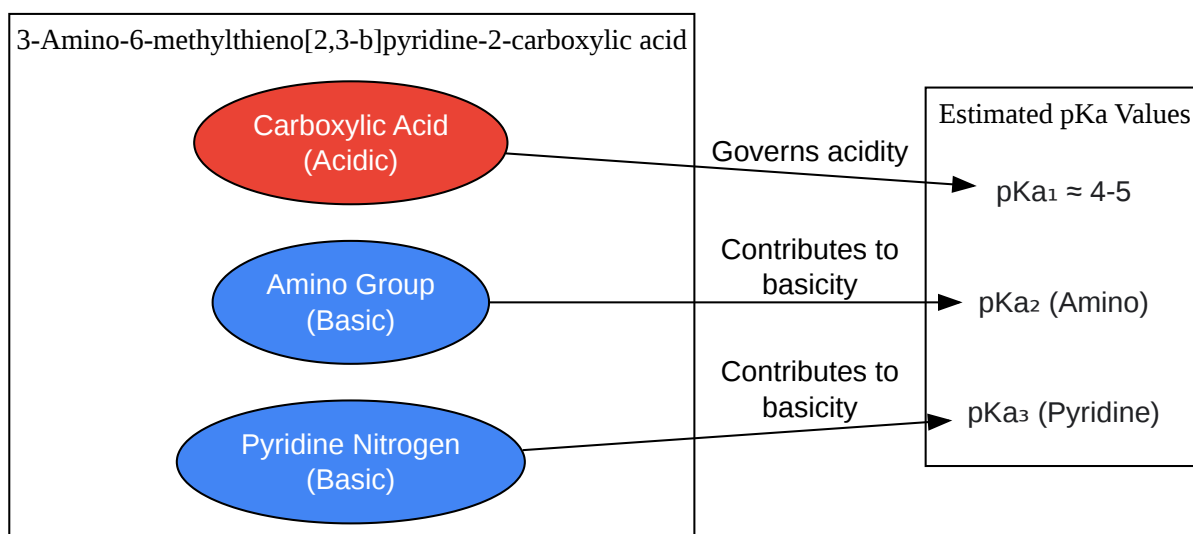 3-Amino-6-methylthieno[2,3-b]pyridine-2-carboxylic acid
Carboxylic Acid
(Acidic)
Governs acidity
Estimated pKa Values
pKa₁ ≈ 4-5
Amino Group
(Basic)
Contributes to
basicity
pKa₂ (Amino)
Pyridine Nitrogen
(Basic)
Contributes to
basicity
pKa₃ (Pyridine)